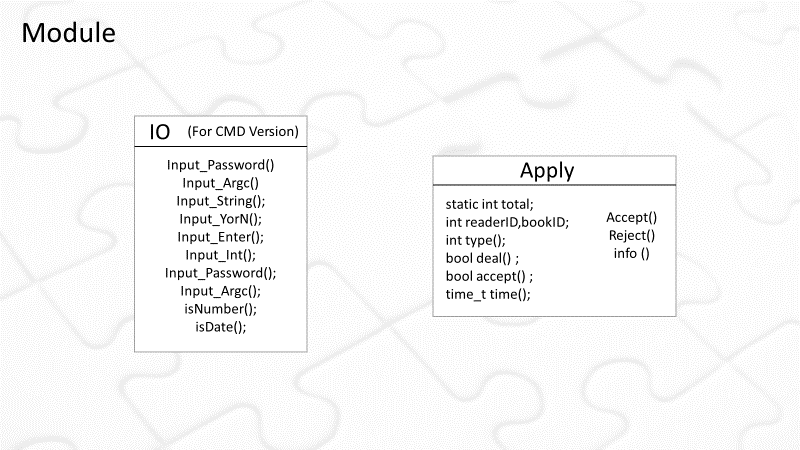 Module
IO (For CMD Version)
Input_Password()
Input_Argc()
Input_String();
Input_YorN();
Input_Enter();
Input_Int();
Input_Password();
Input_Argc();
isNumber();
isDate();
Apply
static int total;
int readerID,bookID;
int type();
bool deal() ;
bool accept() ;
time_t time();
Accept()
Reject()
info ()